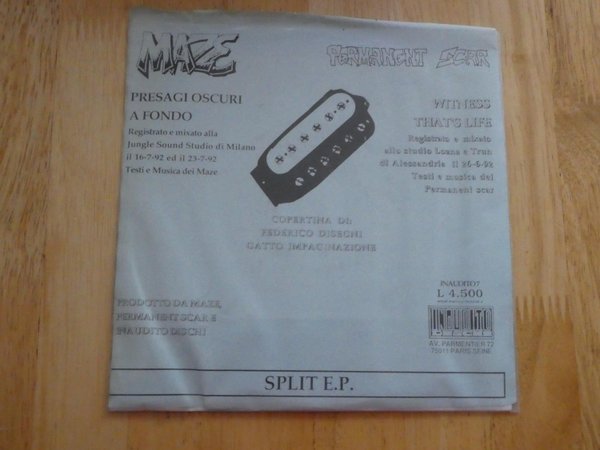 MAZE
PRESAGI OSCURI
A FONDO
Registrato e mixato alla
Jungle Sound Studio di Milano
il 16-7-92 ed il 23-7-92
Testi e Musica dei Maze
PERMANENT SCAR
WITNESS
THAT'S LIFE
Registrato e mixato
allo studio Loana e Trun
di Alessandria il 26-6-92
Testi e musica dei
Permanent scar
COPERTINA DI:
FEDERICO DISEGNI
GATTO IMPAGINAZIONE
PRODOTTO DA MAZE,
PERMANENT SCAR E
INAUDITO DISCHI
INAUDITO7
L 4.500
INAUDITO
AV. PARMENTIER 72
75011 PARIS SEINE
SPLIT E.P.